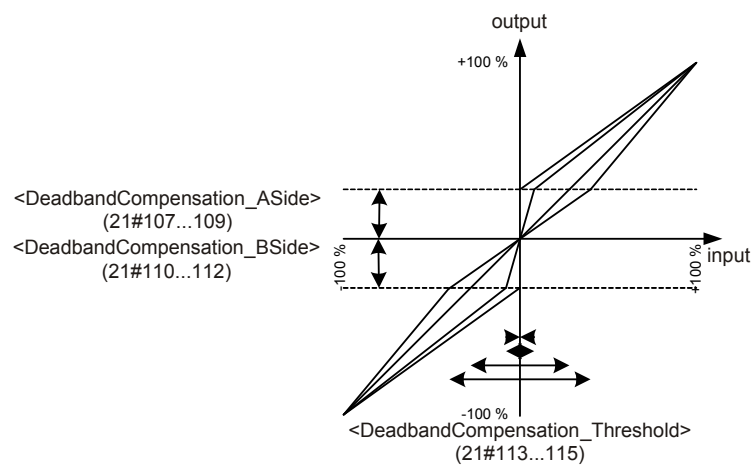 output
+100 %
<DeadbandCompensation_ASide>
(21#107...109)
<DeadbandCompensation_BSide>
(21#110...112)
-100 %
+100 %
input
-100 %
<DeadbandCompensation_Threshold>
(21#113...115)